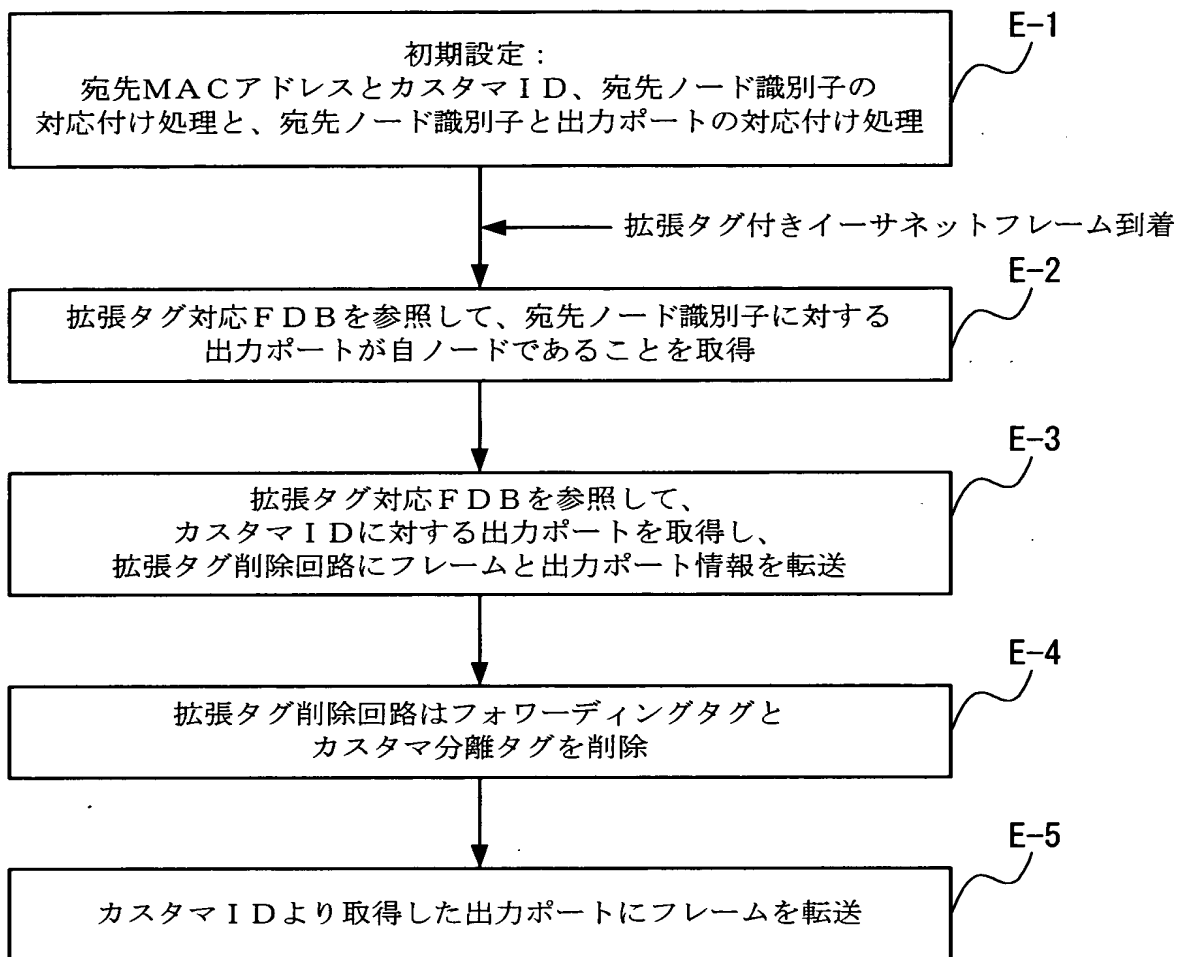 E-1
初期設定：
宛先MACアドレスとカスタマID、宛先ノード識別子の
対応付け処理と、宛先ノード識別子と出力ポートの対応付け処理
拡張タグ付きイーサネットフレーム到着
E-2
拡張タグ対応FDBを参照して、宛先ノード識別子に対する
出力ポートが自ノードであることを取得
E-3
拡張タグ対応FDBを参照して、
カスタマIDに対する出力ポートを取得し、
拡張タグ削除回路にフレームと出力ポート情報を転送
E-4
拡張タグ削除回路はフォワーディングタグと
カスタマ分離タグを削除
E-5
カスタマIDより取得した出力ポートにフレームを転送